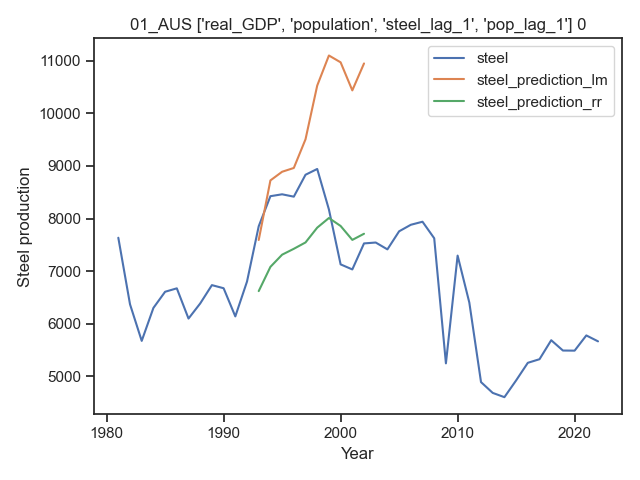 01_AUS ['real_GDP', 'population', 'steel_lag_1', 'pop_lag_1'] 0
steel
steel_prediction_lm
steel_prediction_rr
11000
10000
9000
8000
7000
6000
5000
Steel production
1980
1990
2000
2010
2020
Year